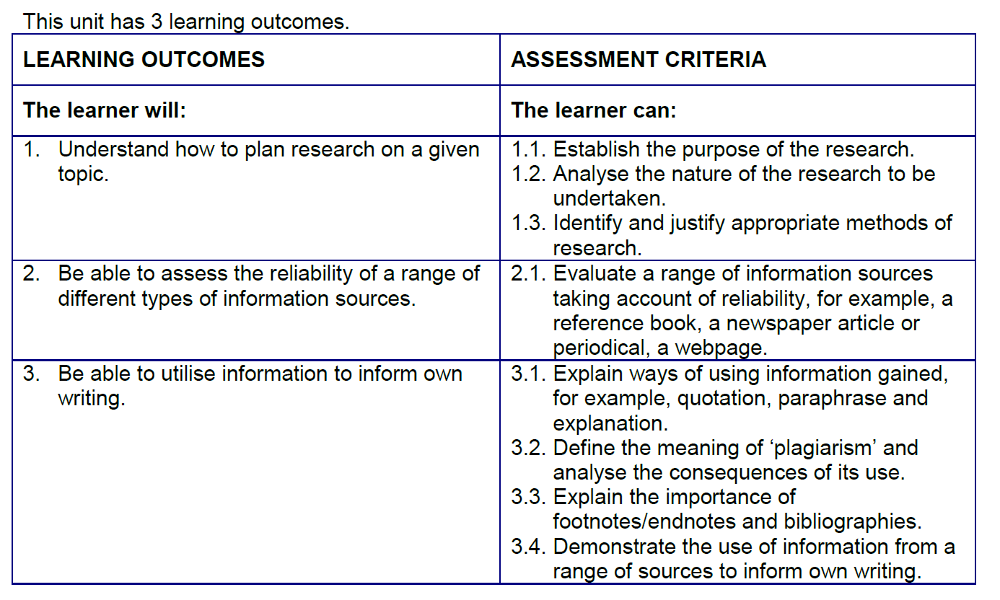 This unit has 3 learning outcomes.
LEARNING OUTCOMES
ASSESSMENT CRITERIA
The learner will:
The learner can:
1. Understand how to plan research on a given
topic.
1.1. Establish the purpose of the research.
1.2. Analyse the nature of the research to be
undertaken.
1.3. Identify and justify appropriate methods of
research.
2. Be able to assess the reliability of a range of
different types of information sources.
2.1. Evaluate a range of information sources
taking account of reliability, for example, a
reference book, a newspaper article or
periodical, a webpage.
3. Be able to utilise information to inform own
writing.
3.1. Explain ways of using information gained,
for example, quotation, paraphrase and
explanation.
3.2. Define the meaning of ‘plagiarism’ and
analyse the consequences of its use.
3.3. Explain the importance of
footnotes/endnotes and bibliographies.
3.4. Demonstrate the use of information from a
range of sources to inform own writing.